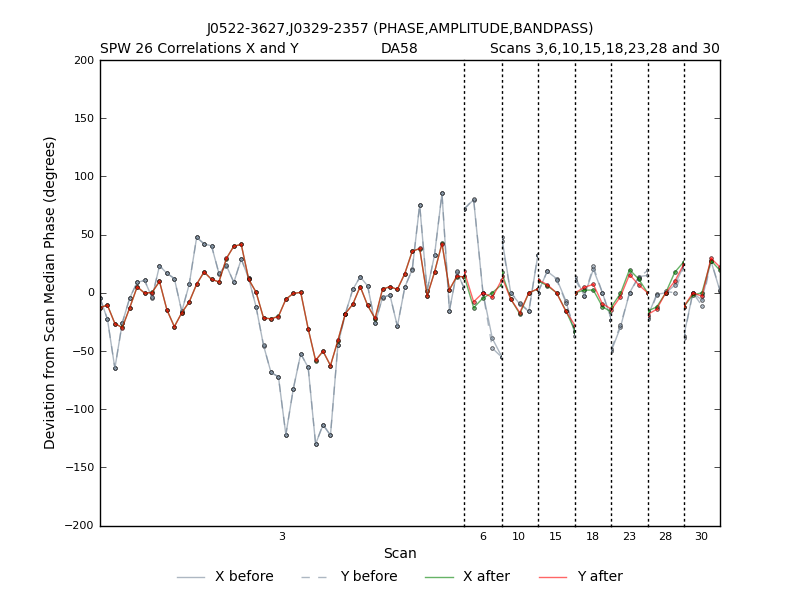 J0522-3627,J0329-2357 (PHASE,AMPLITUDE,BANDPASS)
SPW 26 Correlations X and Y DA58 Scans 3,6,10,15,18,23,28 and 30
200
150
100
50
0
−50
−100
−150
−200
Deviation from Scan Median Phase (degrees)
3 6 10 15 18 23 28 30
Scan
X before Y before X after Y after